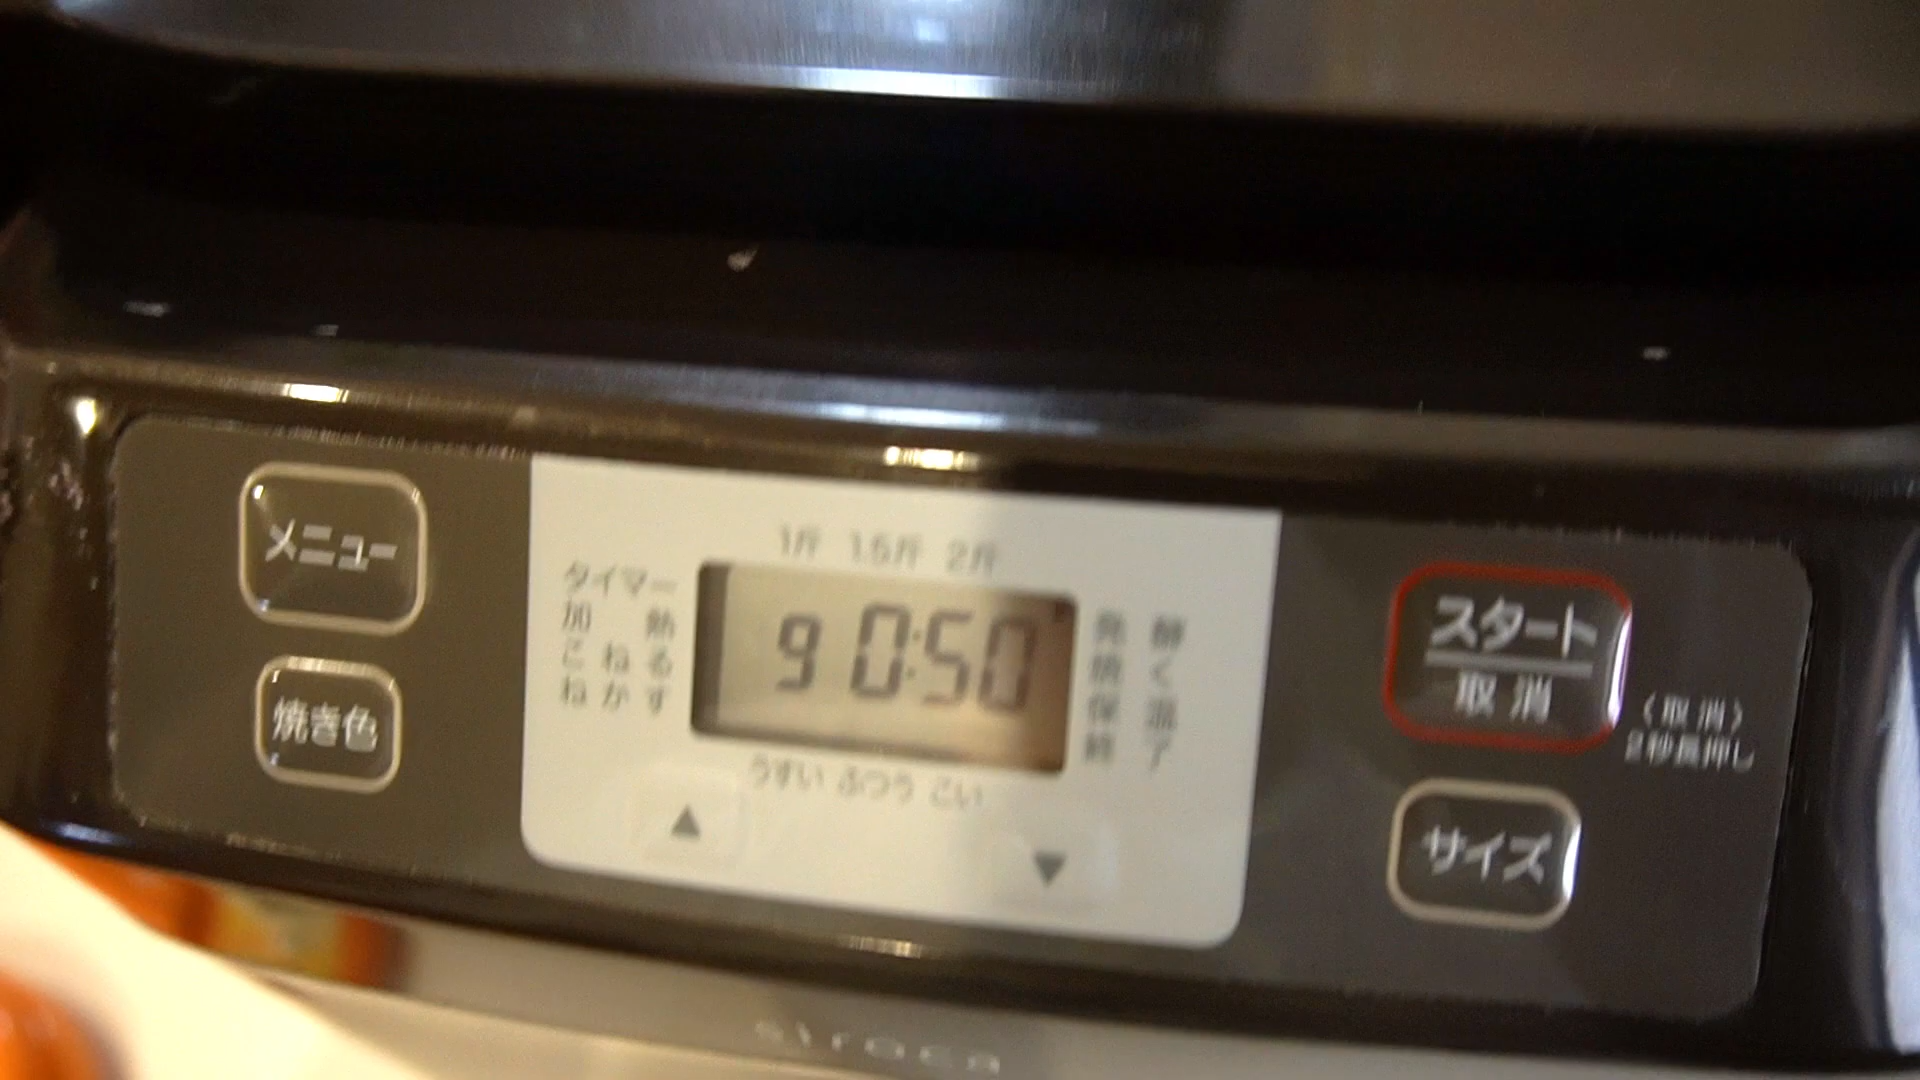 メニュー
焼き色
1斤 1.5斤 2斤
タイマー
加熱
こねる
ねかす
9 0:50
発酵
焼く
保温
終了
うすい ふつう こい
▲
▼
スタート
取消
〈取消〉
2秒長押し
サイズ
siroca